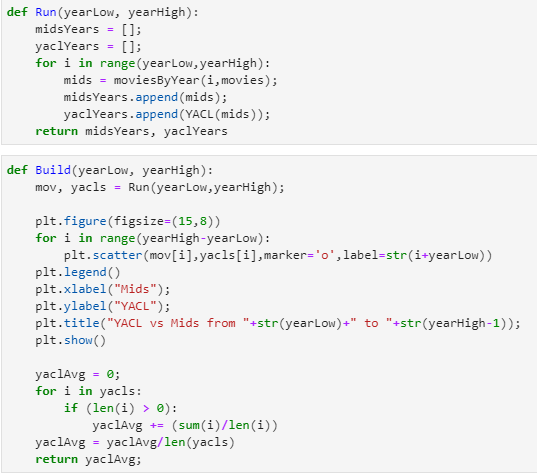 def Run(yearLow, yearHigh):
    midsYears = [];
    yaclYears = [];
    for i in range(yearLow,yearHigh):
        mids = moviesByYear(i,movies);
        midsYears.append(mids);
        yaclYears.append(YACL(mids));
    return midsYears, yaclYears
def Build(yearLow, yearHigh):
    mov, yacls = Run(yearLow,yearHigh);
    plt.figure(figsize=(15,8))
    for i in range(yearHigh-yearLow):
        plt.scatter(mov[i],yacls[i],marker='o',label=str(i+yearLow))
    plt.legend()
    plt.xlabel("Mids");
    plt.ylabel("YACL");
    plt.title("YACL vs Mids from "+str(yearLow)+" to "+str(yearHigh-1));
    plt.show()
    yaclAvg = 0;
    for i in yacls:
        if (len(i) > 0):
            yaclAvg += (sum(i)/len(i))
    yaclAvg = yaclAvg/len(yacls)
    return yaclAvg;